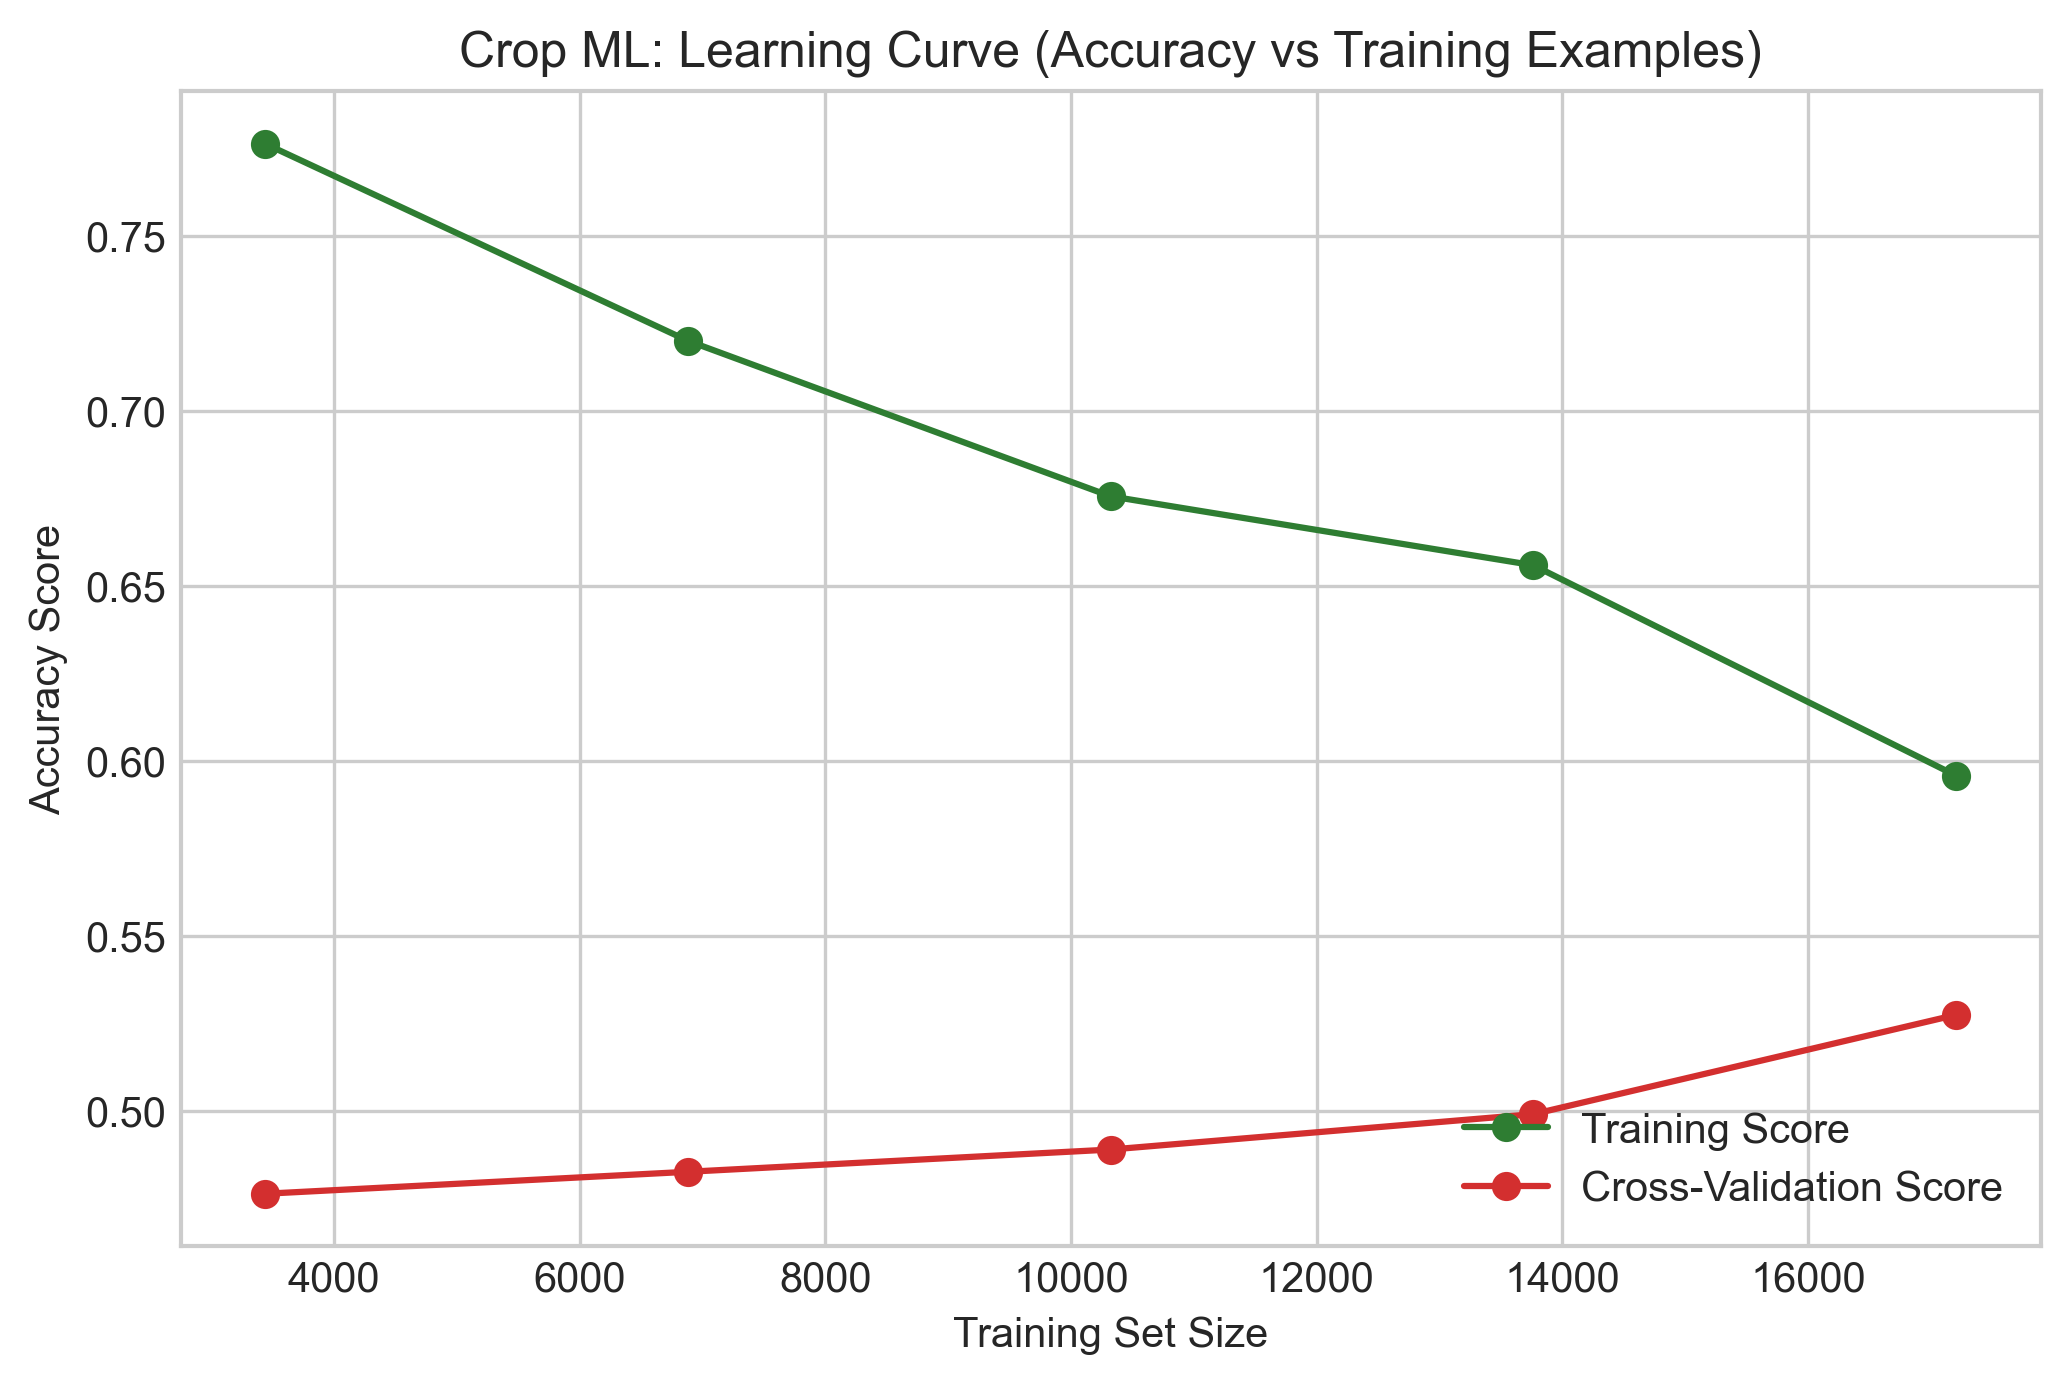 Crop ML: Learning Curve (Accuracy vs Training Examples)
Accuracy Score
0.75
0.70
0.65
0.60
0.55
0.50
Training Score
Cross-Validation Score
4000 6000 8000 10000 12000 14000 16000
Training Set Size